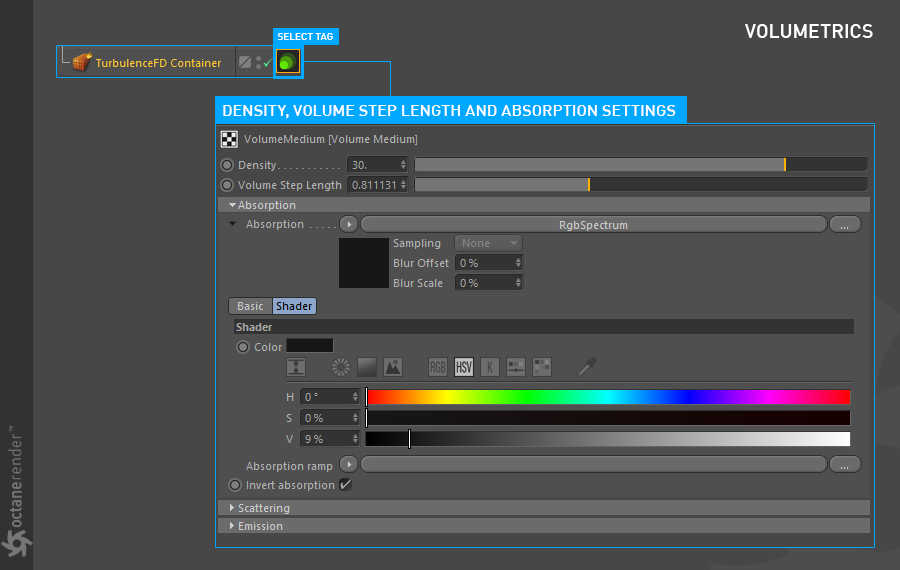 VOLUMETRICS
SELECT TAG
TurbulenceFD Container
DENSITY, VOLUME STEP LENGTH AND ABSORPTION SETTINGS
VolumeMedium [Volume Medium]
Density. . . . . . . . . . . 30.
Volume Step Length 0.811131
Absorption
Absorption . . . . . RgbSpectrum ...
Sampling None
Blur Offset 0 %
Blur Scale 0 %
Basic Shader
Shader
Color
RGB HSV K
H 0 °
S 0 %
V 9 %
Absorption ramp ...
Invert absorption
Scattering
Emission
octanerender™